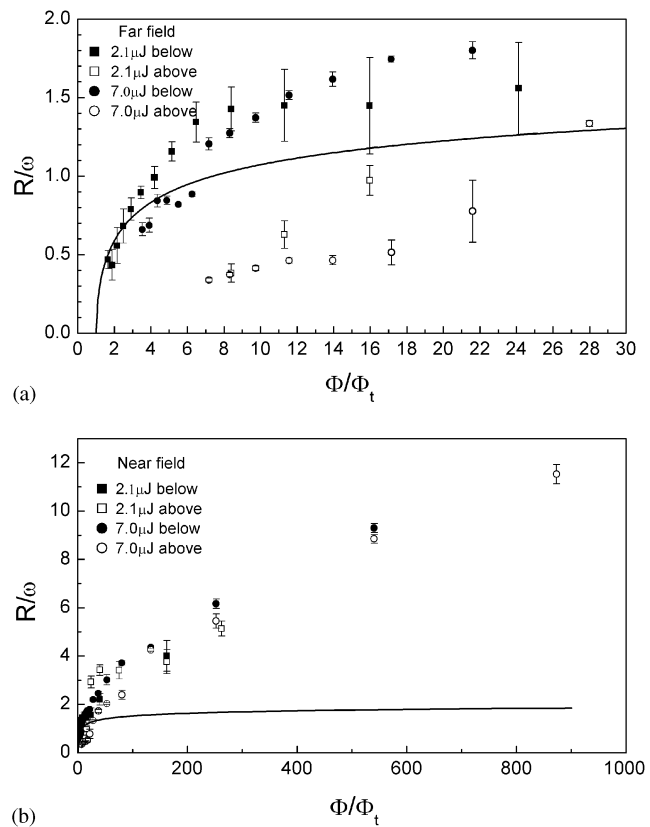 2.0
Far field
2.1μJ below
2.1μJ above
7.0μJ below
7.0μJ above
1.5
1.0
0.5
0.0
R/ω
0 2 4 6 8 10 12 14 16 18 20 22 24 26 28 30
Φ/Φt
(a)
12
Near field
2.1μJ below
2.1μJ above
7.0μJ below
7.0μJ above
10
8
6
4
2
0
R/ω
0 200 400 600 800 1000
Φ/Φt
(b)